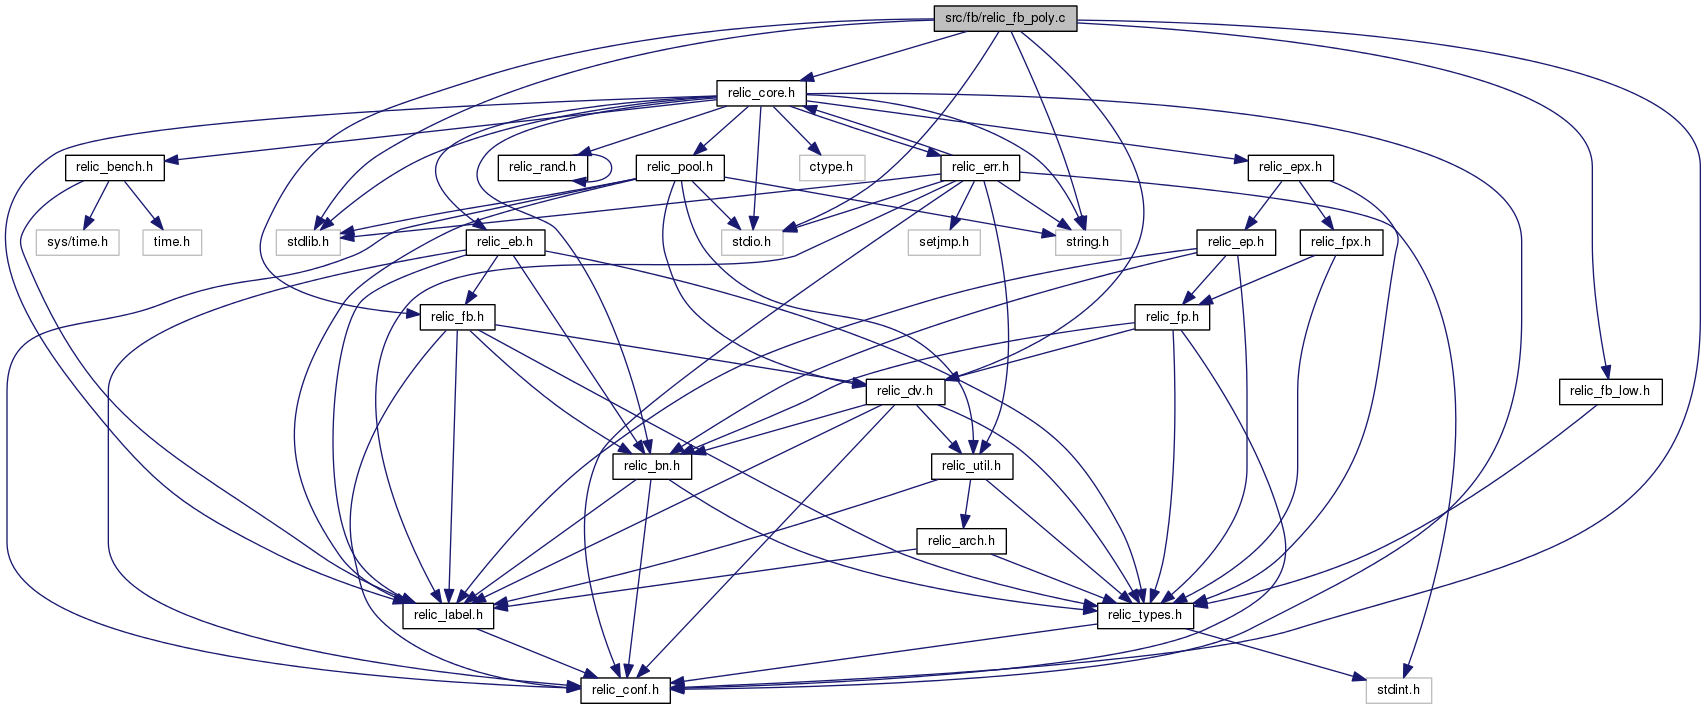 src/fb/relic_fb_poly.c
relic_core.h
relic_bench.h
relic_rand.h
relic_pool.h
ctype.h
relic_err.h
relic_epx.h
sys/time.h
time.h
stdlib.h
relic_eb.h
stdio.h
setjmp.h
string.h
relic_ep.h
relic_fpx.h
relic_fb.h
relic_fp.h
relic_dv.h
relic_fb_low.h
relic_bn.h
relic_util.h
relic_arch.h
relic_label.h
relic_types.h
relic_conf.h
stdint.h